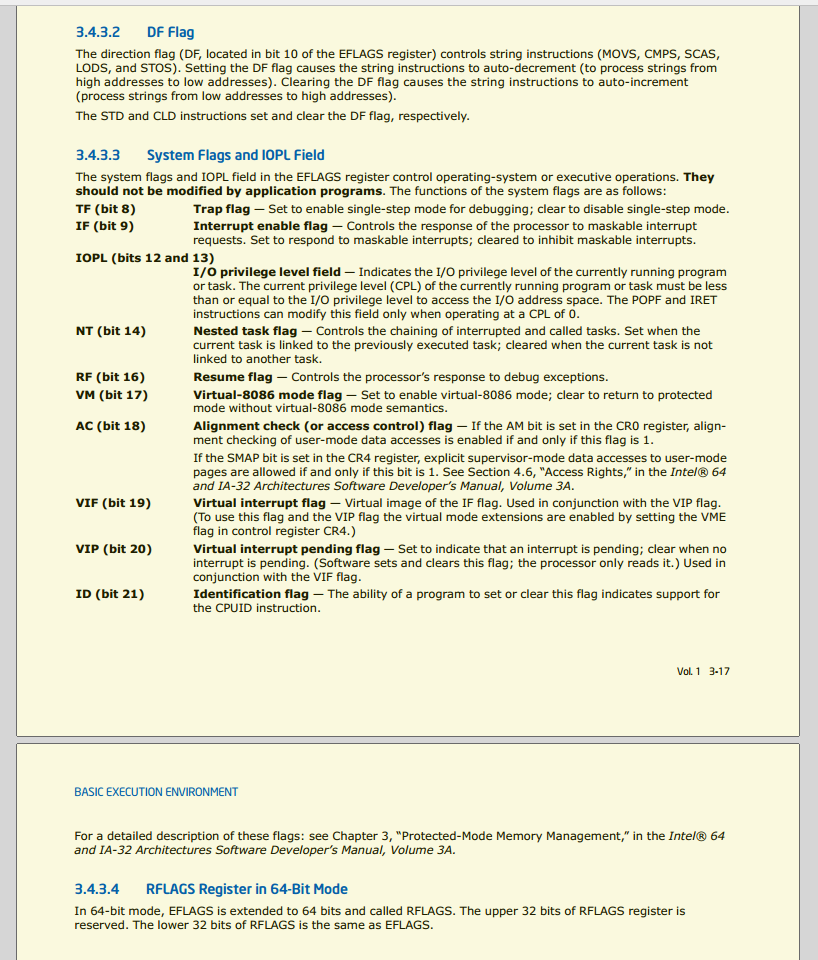 3.4.3.2 DF Flag
The direction flag (DF, located in bit 10 of the EFLAGS register) controls string instructions (MOVS, CMPS, SCAS,
LODS, and STOS). Setting the DF flag causes the string instructions to auto-decrement (to process strings from
high addresses to low addresses). Clearing the DF flag causes the string instructions to auto-increment
(process strings from low addresses to high addresses).
The STD and CLD instructions set and clear the DF flag, respectively.
3.4.3.3 System Flags and IOPL Field
The system flags and IOPL field in the EFLAGS register control operating-system or executive operations. They
should not be modified by application programs. The functions of the system flags are as follows:
TF (bit 8) Trap flag — Set to enable single-step mode for debugging; clear to disable single-step mode.
IF (bit 9) Interrupt enable flag — Controls the response of the processor to maskable interrupt
requests. Set to respond to maskable interrupts; cleared to inhibit maskable interrupts.
IOPL (bits 12 and 13)
I/O privilege level field — Indicates the I/O privilege level of the currently running program
or task. The current privilege level (CPL) of the currently running program or task must be less
than or equal to the I/O privilege level to access the I/O address space. The POPF and IRET
instructions can modify this field only when operating at a CPL of 0.
NT (bit 14) Nested task flag — Controls the chaining of interrupted and called tasks. Set when the
current task is linked to the previously executed task; cleared when the current task is not
linked to another task.
RF (bit 16) Resume flag — Controls the processor's response to debug exceptions.
VM (bit 17) Virtual-8086 mode flag — Set to enable virtual-8086 mode; clear to return to protected
mode without virtual-8086 mode semantics.
AC (bit 18) Alignment check (or access control) flag — If the AM bit is set in the CR0 register, align-
ment checking of user-mode data accesses is enabled if and only if this flag is 1.
If the SMAP bit is set in the CR4 register, explicit supervisor-mode data accesses to user-mode
pages are allowed if and only if this bit is 1. See Section 4.6, “Access Rights,” in the Intel® 64
and IA-32 Architectures Software Developer's Manual, Volume 3A.
VIF (bit 19) Virtual interrupt flag — Virtual image of the IF flag. Used in conjunction with the VIP flag.
(To use this flag and the VIP flag the virtual mode extensions are enabled by setting the VME
flag in control register CR4.)
VIP (bit 20) Virtual interrupt pending flag — Set to indicate that an interrupt is pending; clear when no
interrupt is pending. (Software sets and clears this flag; the processor only reads it.) Used in
conjunction with the VIF flag.
ID (bit 21) Identification flag — The ability of a program to set or clear this flag indicates support for
the CPUID instruction.
Vol. 1 3-17
BASIC EXECUTION ENVIRONMENT
For a detailed description of these flags: see Chapter 3, “Protected-Mode Memory Management,” in the Intel® 64
and IA-32 Architectures Software Developer's Manual, Volume 3A.
3.4.3.4 RFLAGS Register in 64-Bit Mode
In 64-bit mode, EFLAGS is extended to 64 bits and called RFLAGS. The upper 32 bits of RFLAGS register is
reserved. The lower 32 bits of RFLAGS is the same as EFLAGS.